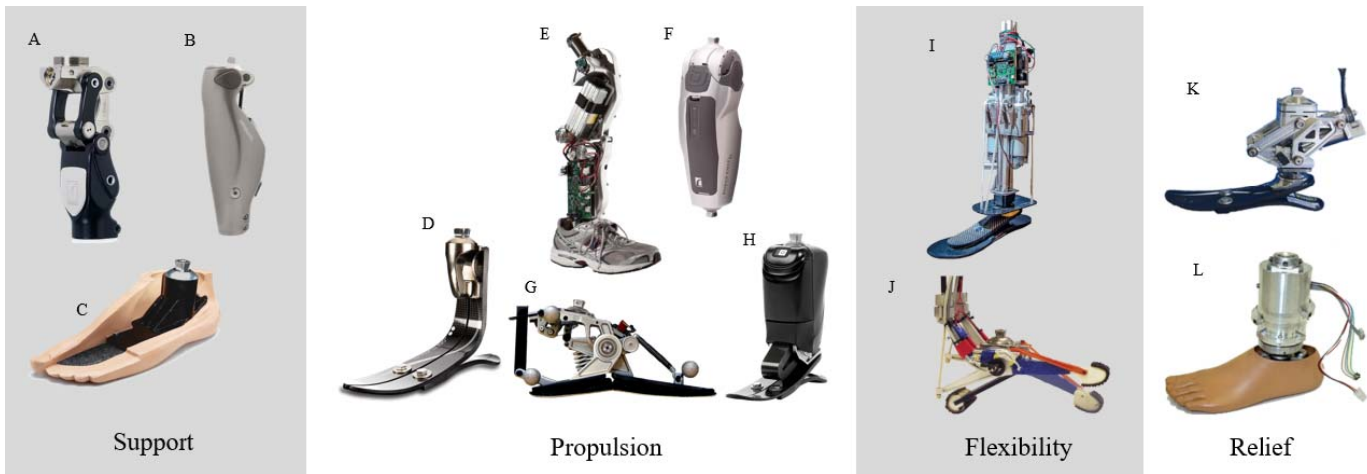 A
B
C
Support
D
E
F
G
H
Propulsion
I
J
Flexibility
K
L
Relief